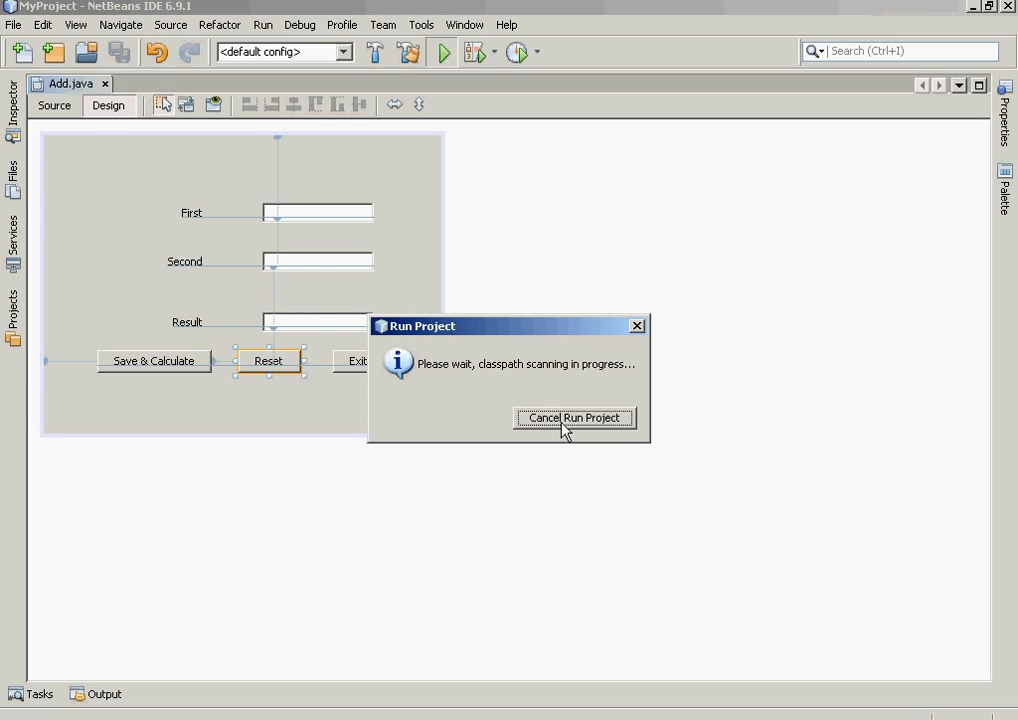 MyProject - NetBeans IDE 6.9.1
File Edit View Navigate Source Refactor Run Debug Profile Team Tools Window Help
<default config>
Search (Ctrl+I)
Add.java
Source Design
Inspector
Files
Services
Projects
Properties
Palette
First
Second
Result
Save & Calculate Reset Exit
Run Project
Please wait, classpath scanning in progress...
Cancel Run Project
Tasks Output